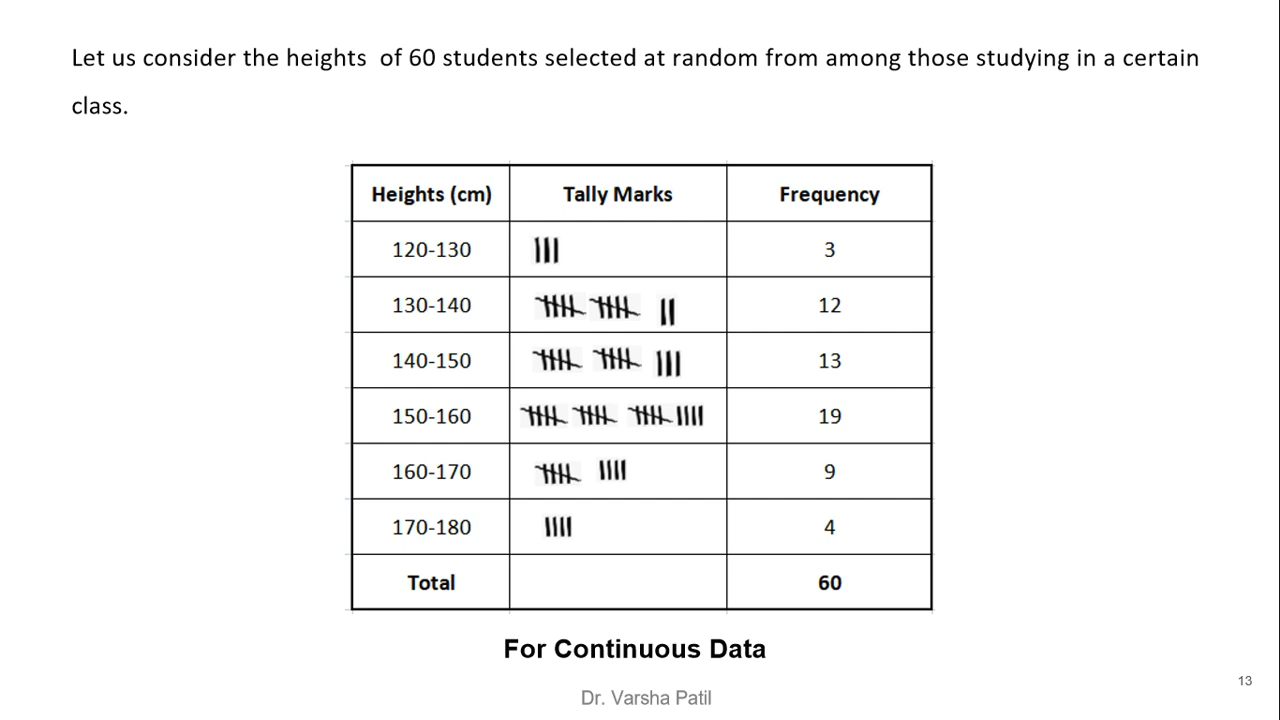 Let us consider the heights  of 60 students selected at random from among those studying in a certain
class.
Heights (cm) Tally Marks Frequency
120-130 3
130-140 12
140-150 13
150-160 19
160-170 9
170-180 4
Total 60
For Continuous Data
Dr. Varsha Patil
13